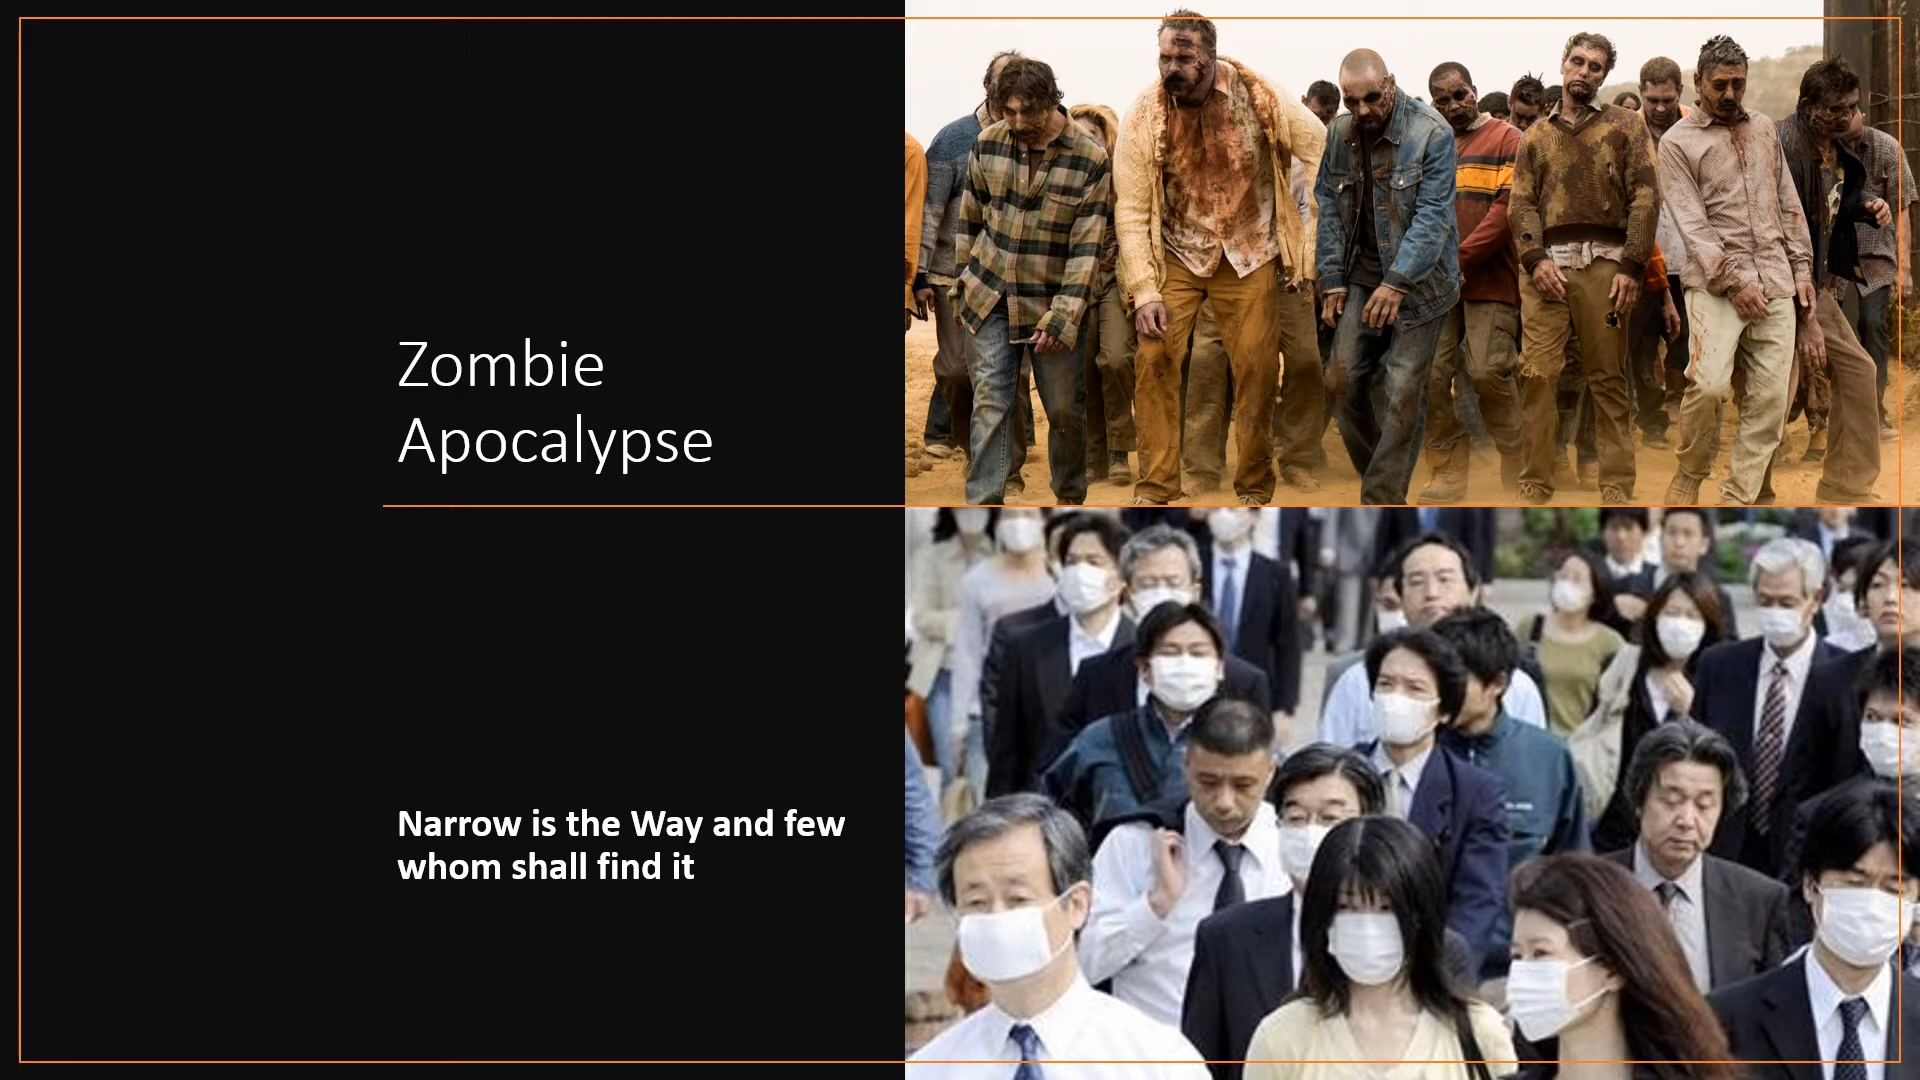 Zombie
Apocalypse
Narrow is the Way and few
whom shall find it